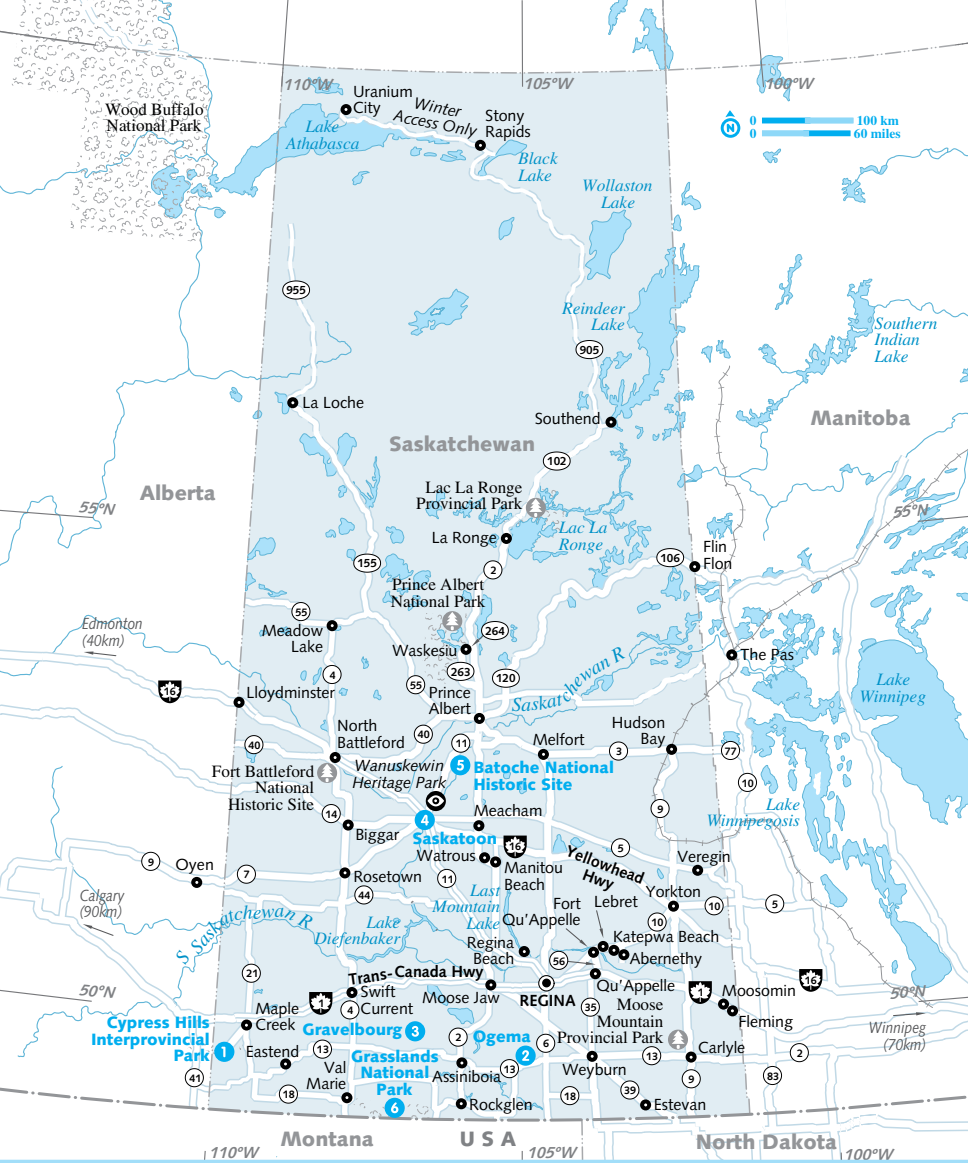 110°W
105°W
100°W
Uranium
City
Winter
Access Only
Stony
Rapids
Wood Buffalo
National Park
Lake
Athabasca
Black
Lake
N
0
100 km
0
60 miles
Wollaston
Lake
955
Reindeer
Lake
905
Southern
Indian
Lake
La Loche
Southend
Manitoba
Saskatchewan
102
Alberta
Lac La Ronge
Provincial Park
55°N
55°N
La Ronge
Lac La
Ronge
155
2
106
Flin
Flon
Prince Albert
National Park
55
Meadow
Lake
264
Edmonton
(40km)
Waskesiu
The Pas
4
55
263
120
Saskatchewan R
Lake
Winnipeg
16
Lloydminster
Prince
Albert
North
Battleford
40
40
11
Melfort
3
Hudson
Bay
77
Fort Battleford
National
Historic Site
Wanuskewin
Heritage Park
5
Batoche National
Historic Site
10
14
Biggar
4
Saskatoon
Meacham
9
Lake
Winnipegosis
9
Oyen
7
Rosetown
Watrous
16
Manitou
Beach
Yellowhead
Hwy
5
Veregin
11
44
Last
Mountain
Lake
Yorkton
10
5
Calgary
(90km)
S Saskatchewan R
Lake
Diefenbaker
Fort
Qu'Appelle
Lebret
10
Katepwa Beach
Abernethy
Regina
Beach
56
21
Trans-Canada Hwy
Moose Jaw
REGINA
Qu'Appelle
50°N
50°N
1
Swift
Current
4
35
1
16
Moosomin
Fleming
Maple
Creek
Gravelbourg
3
Moose
Mountain
Provincial Park
Winnipeg
(70km)
Cypress Hills
Interprovincial
Park
1
Eastend
13
Grasslands
National
Park
6
2
Ogema
2
6
13
Assiniboia
Weyburn
13
Carlyle
2
41
18
Val
Marie
Rockglen
18
39
Estevan
9
83
Montana
USA
North Dakota
110°W
105°W
100°W